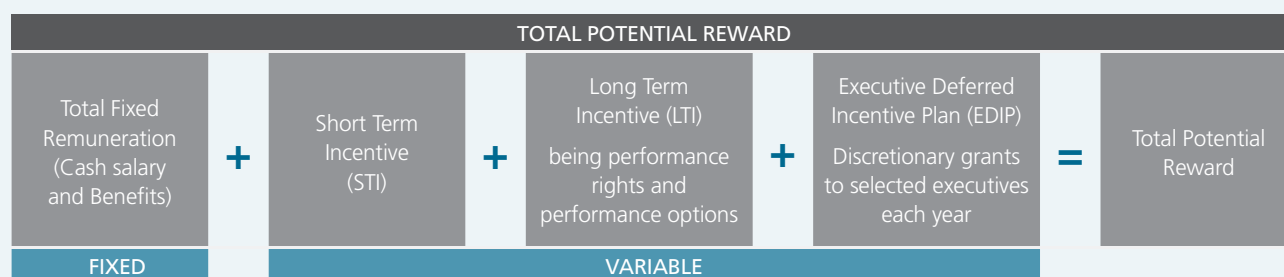 TOTAL POTENTIAL REWARD
Total Fixed
Remuneration
(Cash salary
and Benefits)
+
Short Term
Incentive
(STI)
+
Long Term
Incentive (LTI)
being performance
rights and
performance options
+
Executive Deferred
Incentive Plan (EDIP)
Discretionary grants
to selected executives
each year
=
Total Potential
Reward
FIXED
VARIABLE